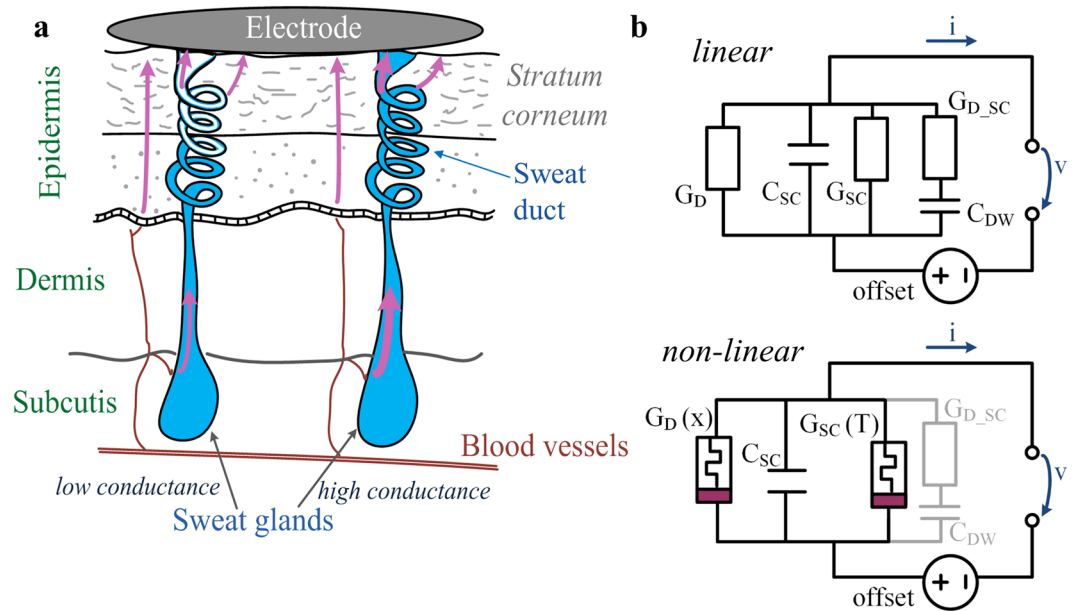 a
Electrode
Epidermis
Stratum
corneum
Sweat
duct
Dermis
Subcutis
Blood vessels
low conductance
high conductance
Sweat glands
b
linear
i
G_D
C_SC
G_SC
G_D_SC
C_DW
v
offset
+ −
non-linear
i
G_D (x)
C_SC
G_SC (T)
G_D_SC
C_DW
v
offset
+ −